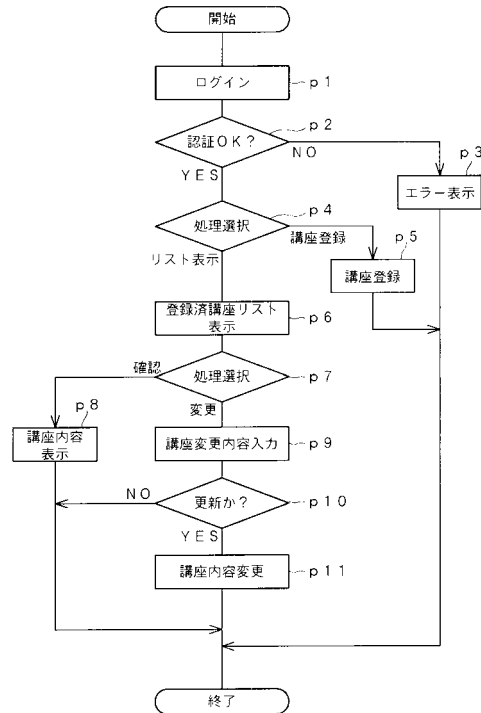 開始
ログイン
p1
認証OK?
p2
NO
YES
p3
エラー表示
処理選択
p4
講座登録
リスト表示
p5
講座登録
登録済講座リスト
表示
p6
確認
処理選択
p7
変更
p8
講座内容
表示
講座変更内容入力
p9
NO
更新か?
p10
YES
講座内容変更
p11
終了